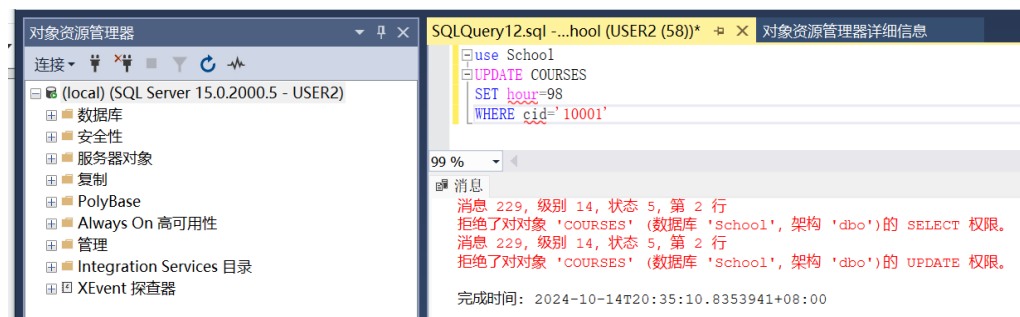 对象资源管理器
连接
(local) (SQL Server 15.0.2000.5 - USER2)
数据库
安全性
服务器对象
复制
PolyBase
Always On 高可用性
管理
Integration Services 目录
XEvent 探查器
SQLQuery12.sql -...hool (USER2 (58))*
对象资源管理器详细信息
use School
UPDATE COURSES
SET hour=98
WHERE cid='10001'
99 %
消息
消息 229, 级别 14, 状态 5, 第 2 行
拒绝了对对象 'COURSES' (数据库 'School', 架构 'dbo')的 SELECT 权限。
消息 229, 级别 14, 状态 5, 第 2 行
拒绝了对对象 'COURSES' (数据库 'School', 架构 'dbo')的 UPDATE 权限。
完成时间: 2024-10-14T20:35:10.8353941+08:00